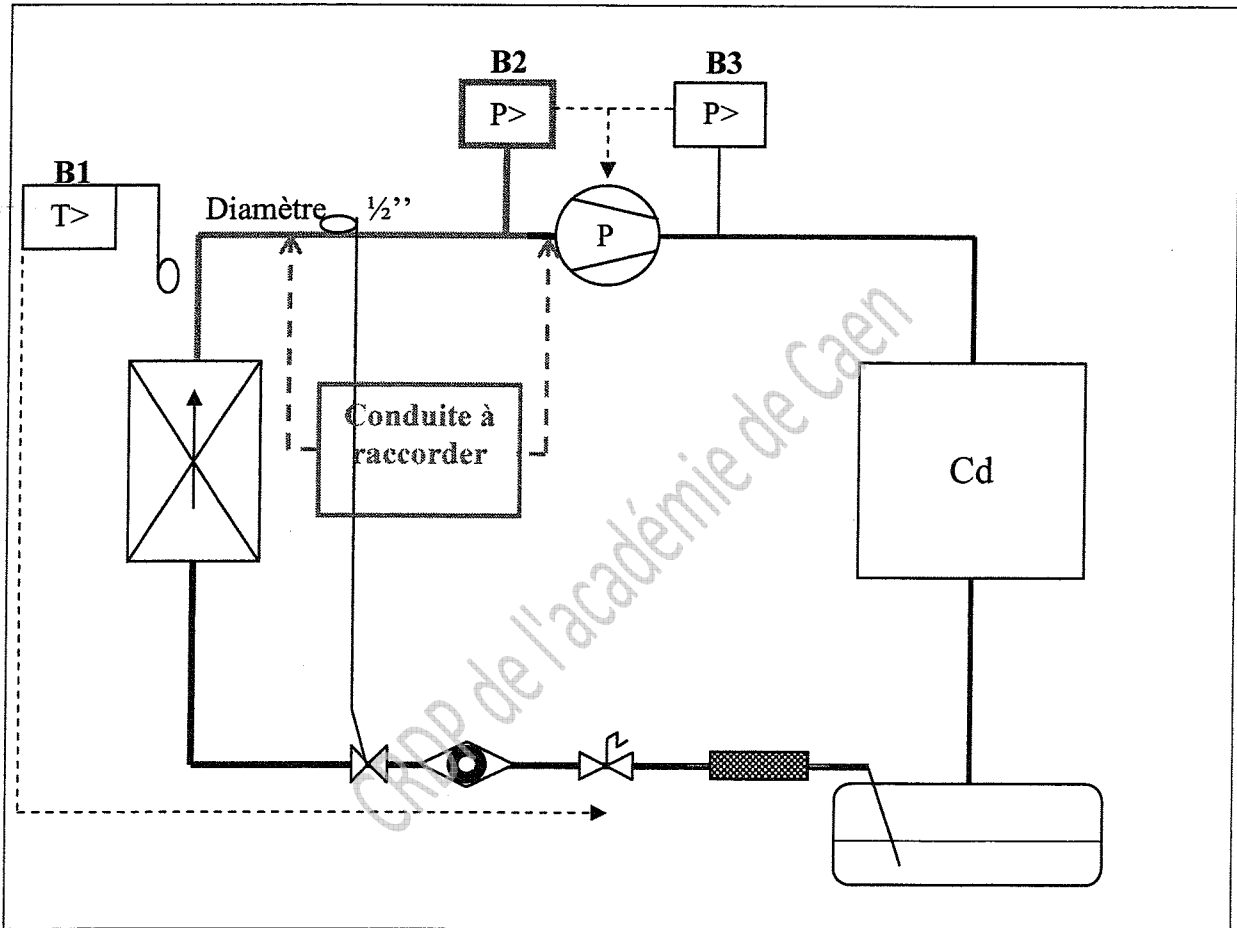 B2
B3
P>
P>
B1
T>
Diamètre ½’’
P
Conduite à
raccorder
Cd
CRDP de l'académie de Caen